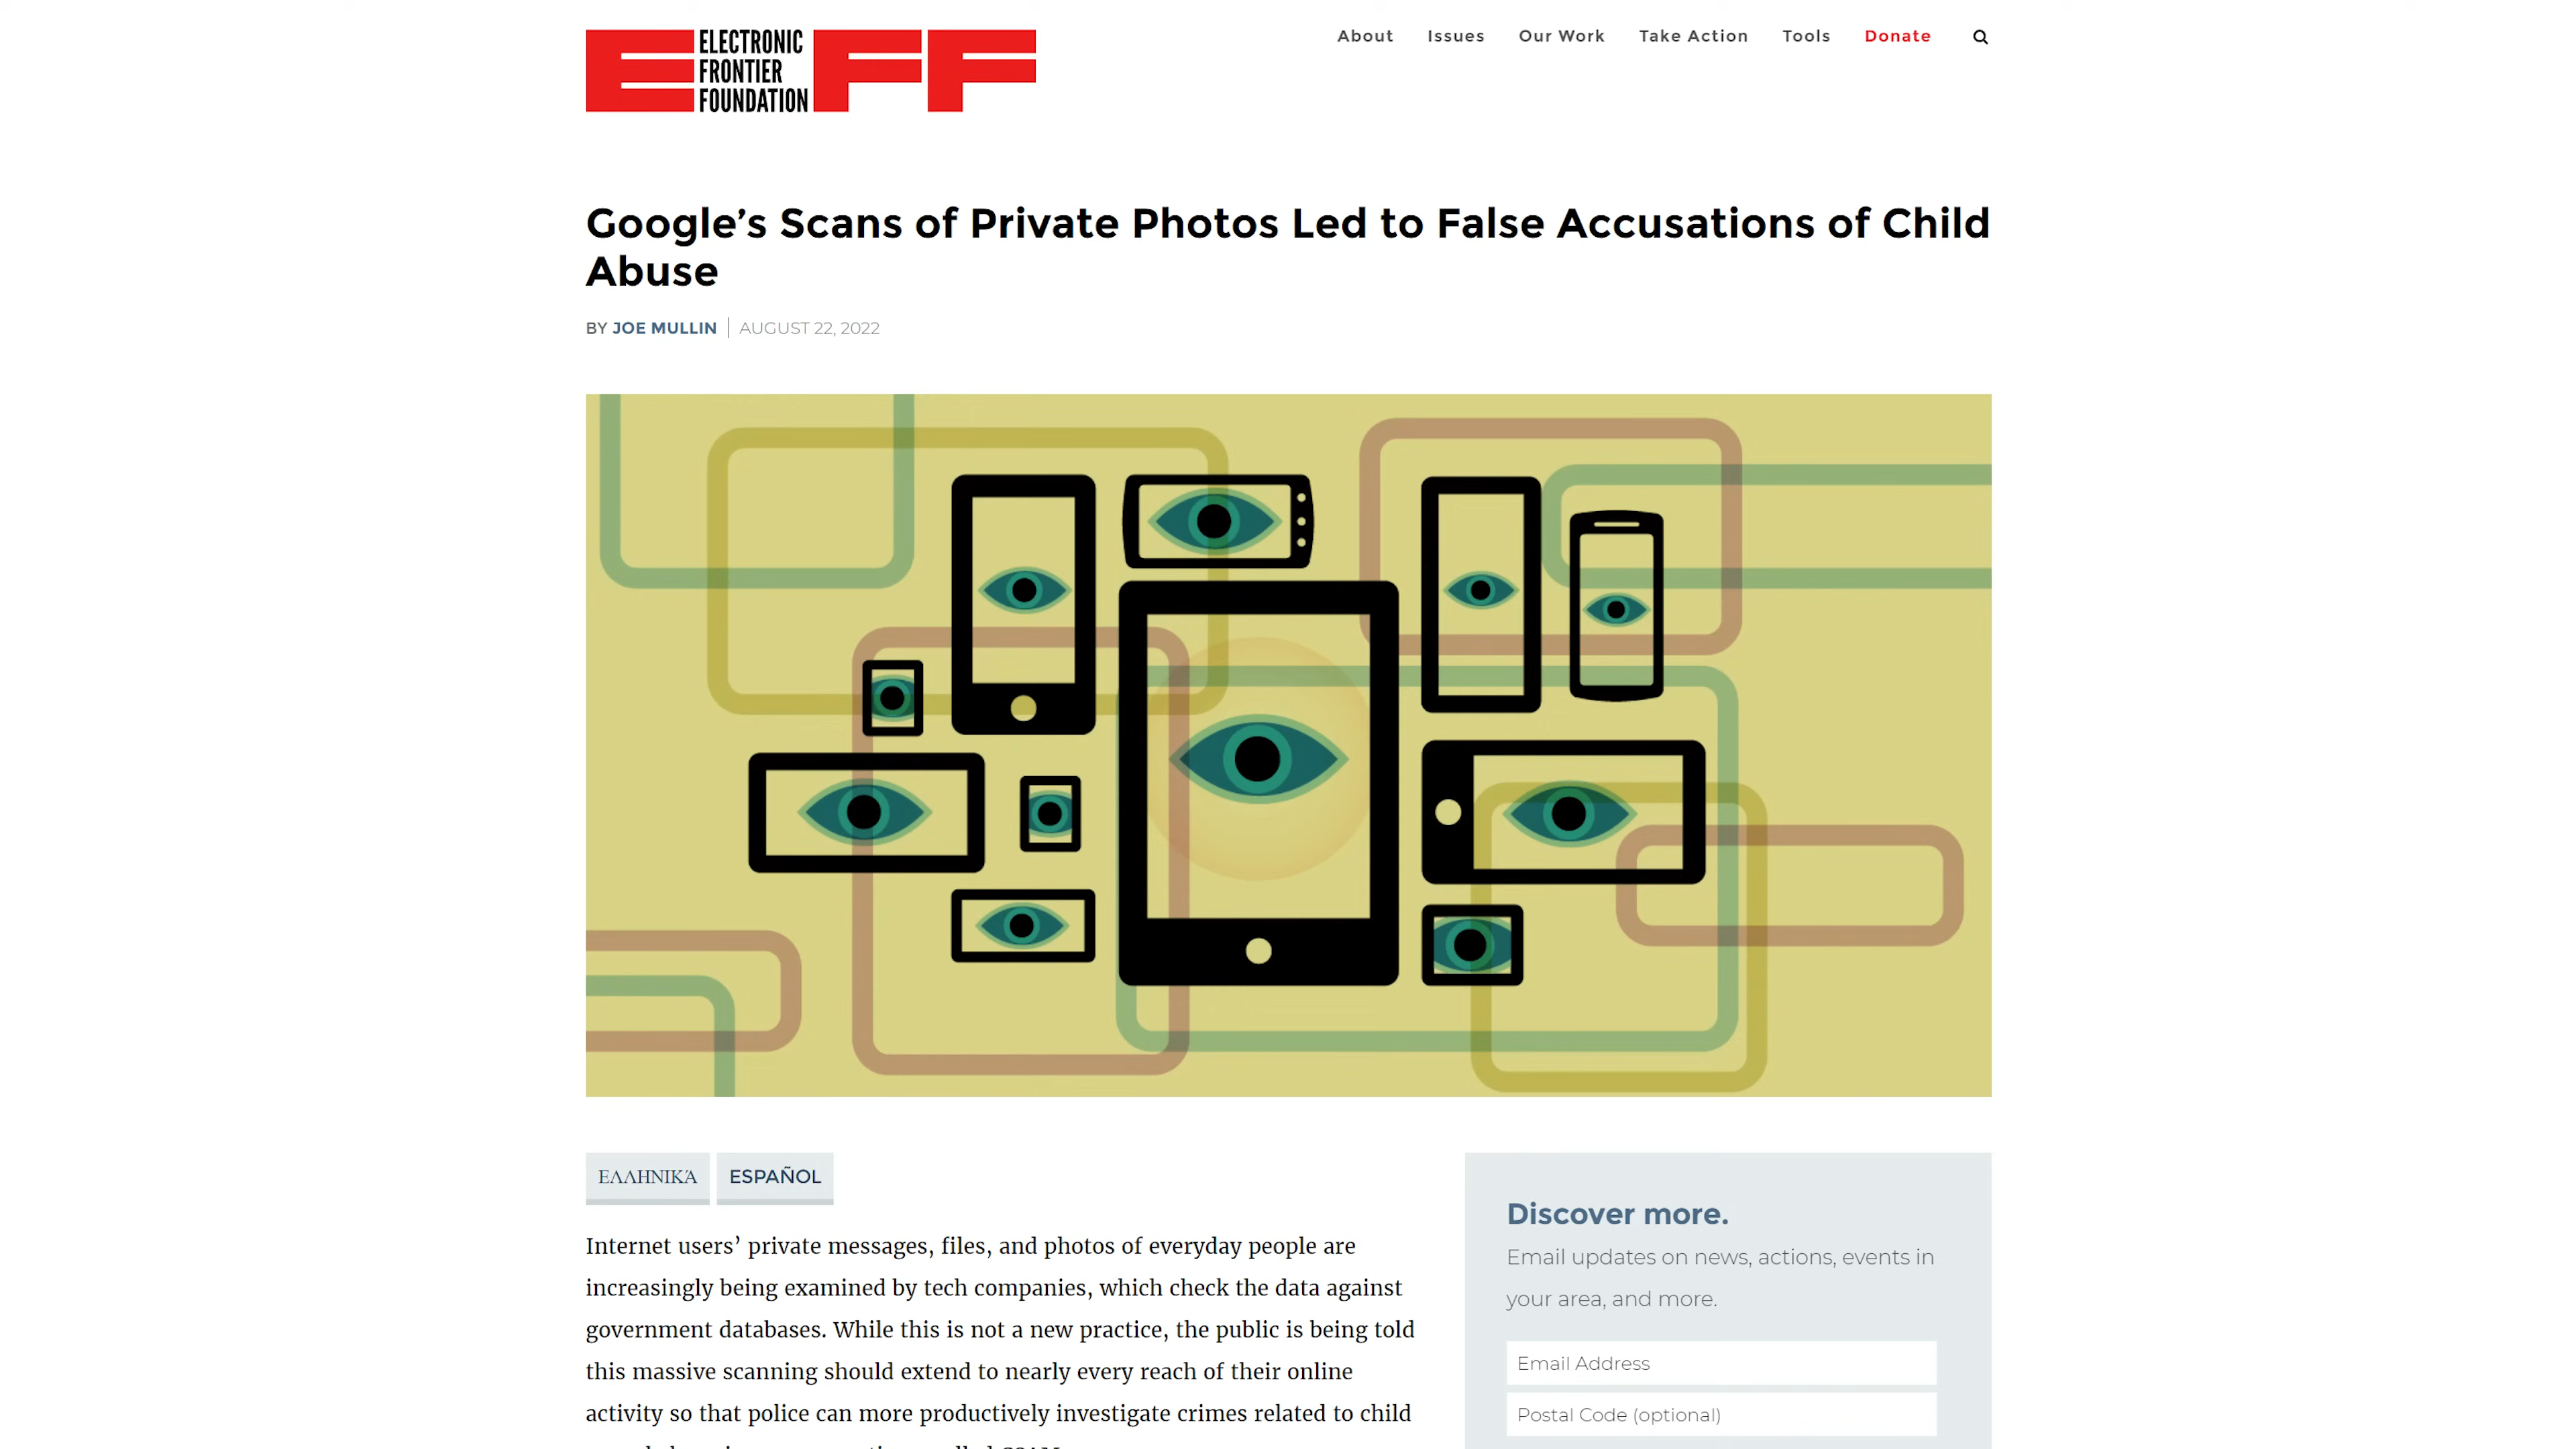 ELECTRONIC
FRONTIER
FOUNDATION
EFF
About Issues Our Work Take Action Tools Donate
Google’s Scans of Private Photos Led to False Accusations of Child
Abuse
BY JOE MULLIN | AUGUST 22, 2022
ΕΛΛΗΝΙΚΆ ESPAÑOL
Internet users’ private messages, files, and photos of everyday people are
increasingly being examined by tech companies, which check the data against
government databases. While this is not a new practice, the public is being told
this massive scanning should extend to nearly every reach of their online
activity so that police can more productively investigate crimes related to child
Discover more.
Email updates on news, actions, events in
your area, and more.
Email Address
Postal Code (optional)